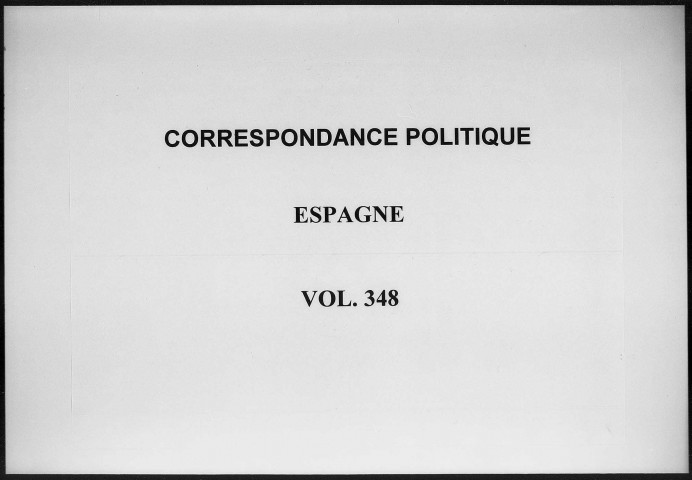 CORRESPONDANCE POLITIQUE
ESPAGNE
VOL. 348